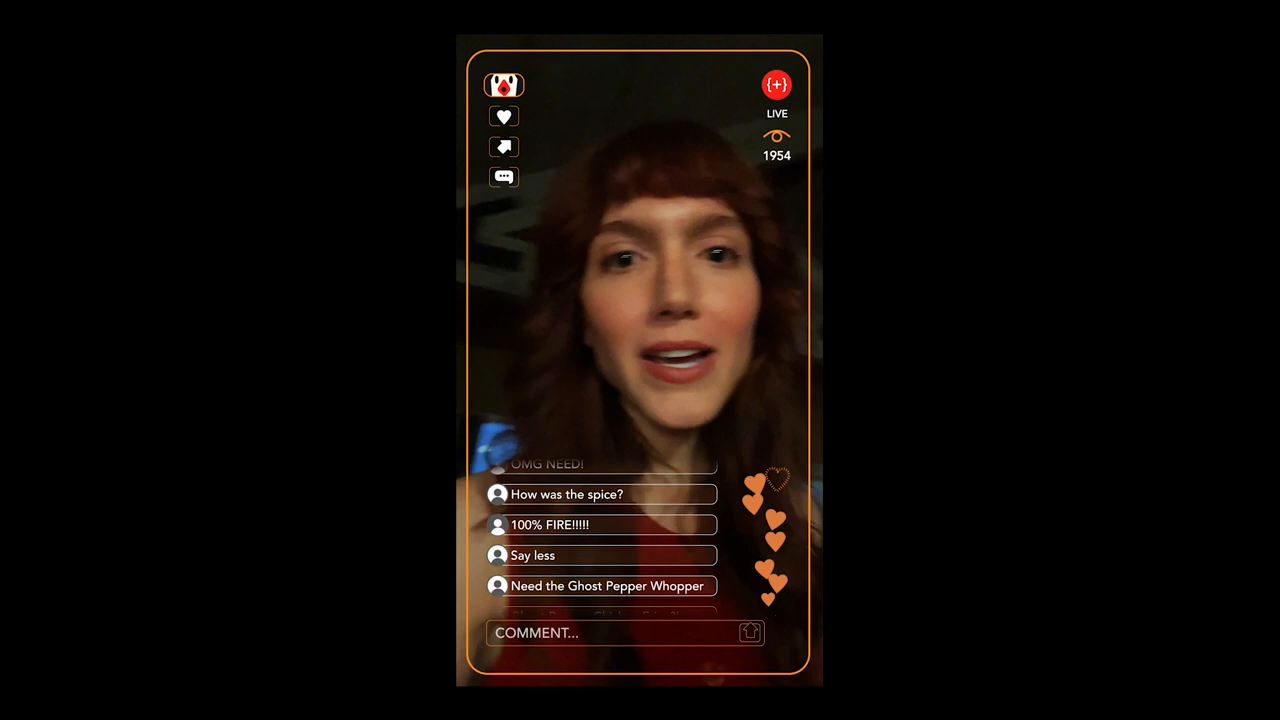 {+}
LIVE
1954
OMG NEED!
How was the spice?
100% FIRE!!!!!
Say less
Need the Ghost Pepper Whopper
COMMENT...